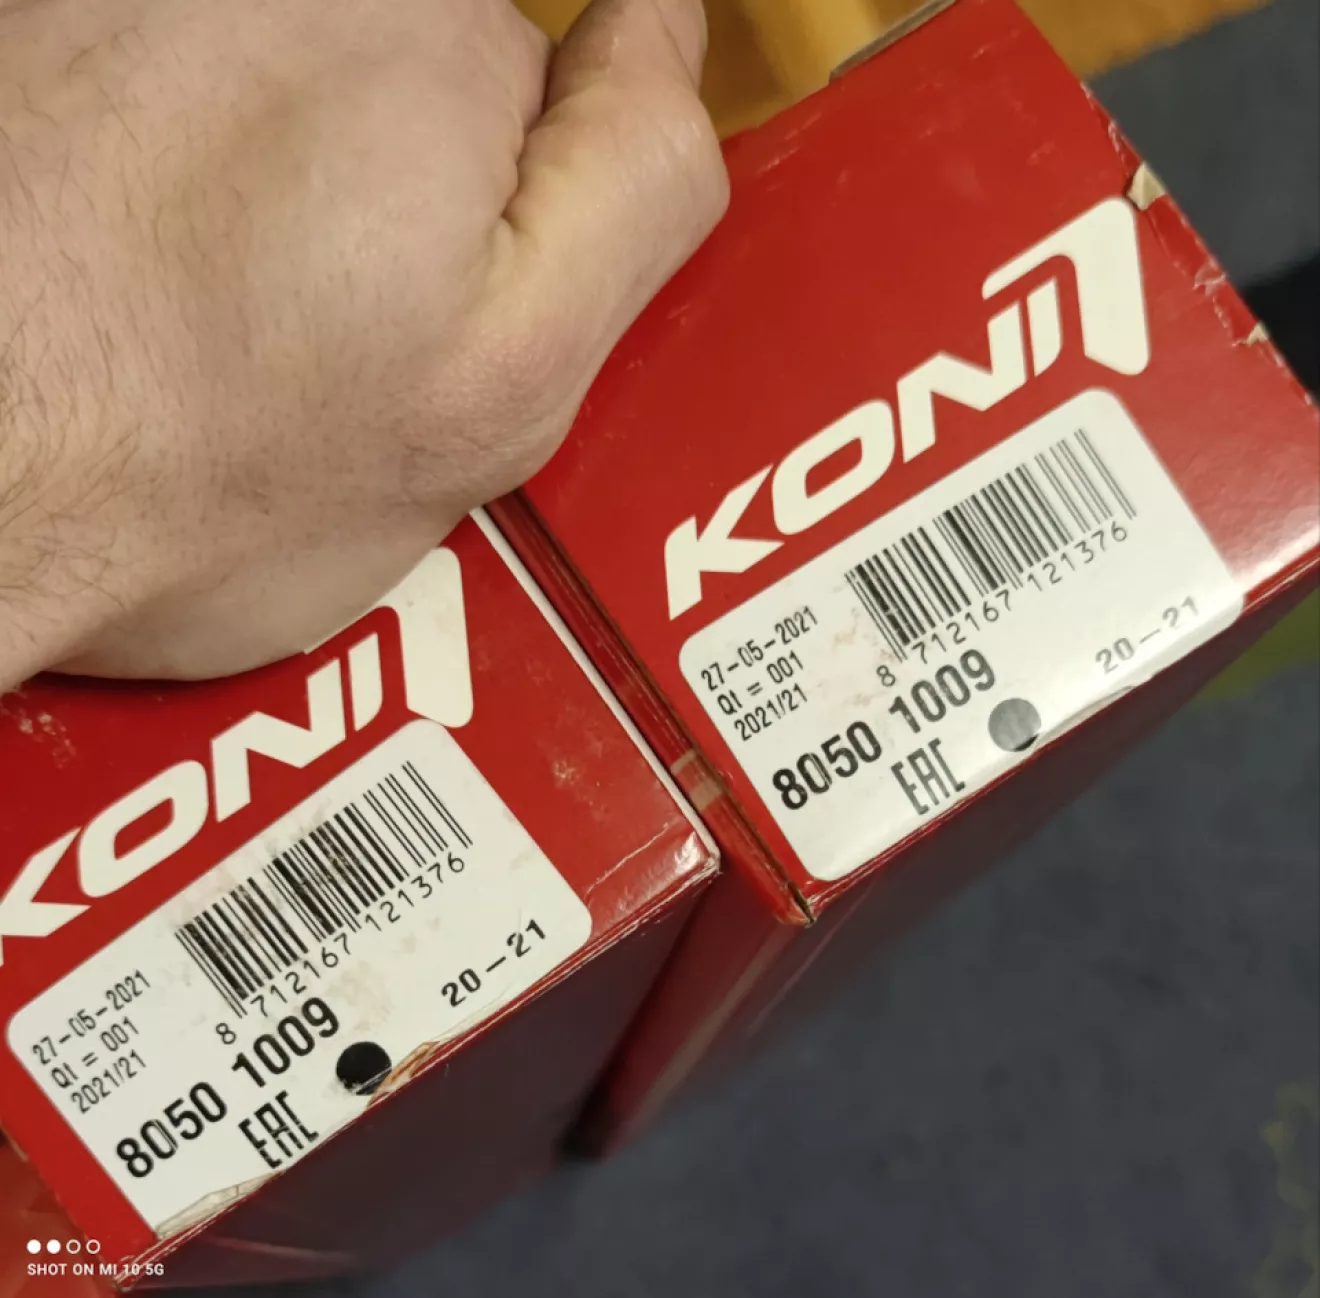 KONI
8 712167 121376
27-05-2021
Qt = 001
2021/21
8050 1009
20-21
EAC
KONI
8 712167 121376
27-05-2021
Qt = 001
2021/21
8050 1009
20-21
EAC
SHOT ON MI 10 5G